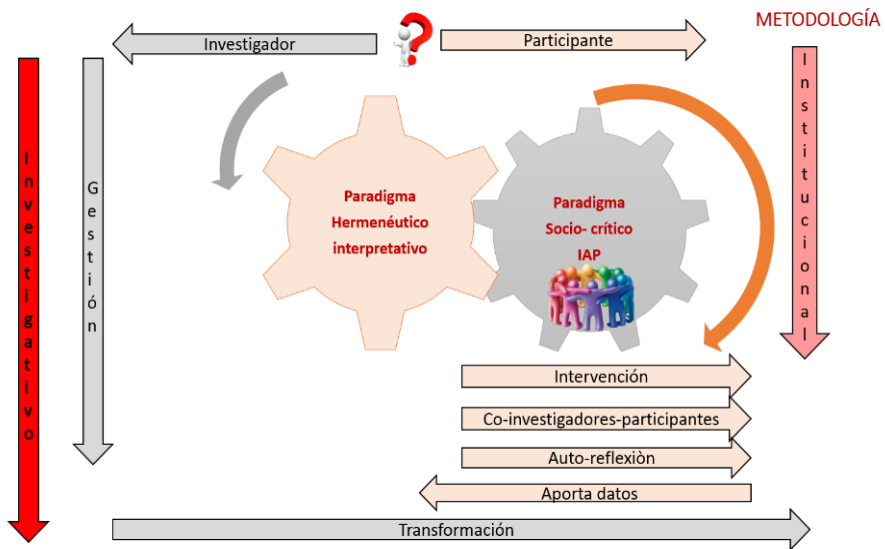 METODOLOGÍA
Investigador
Participante
Investigativo
Gestión
Institucional
Paradigma
Hermenéutico
interpretativo
Paradigma
Socio- crítico
IAP
Intervención
Co-investigadores-participantes
Auto-reflexiòn
Aporta datos
Transformación